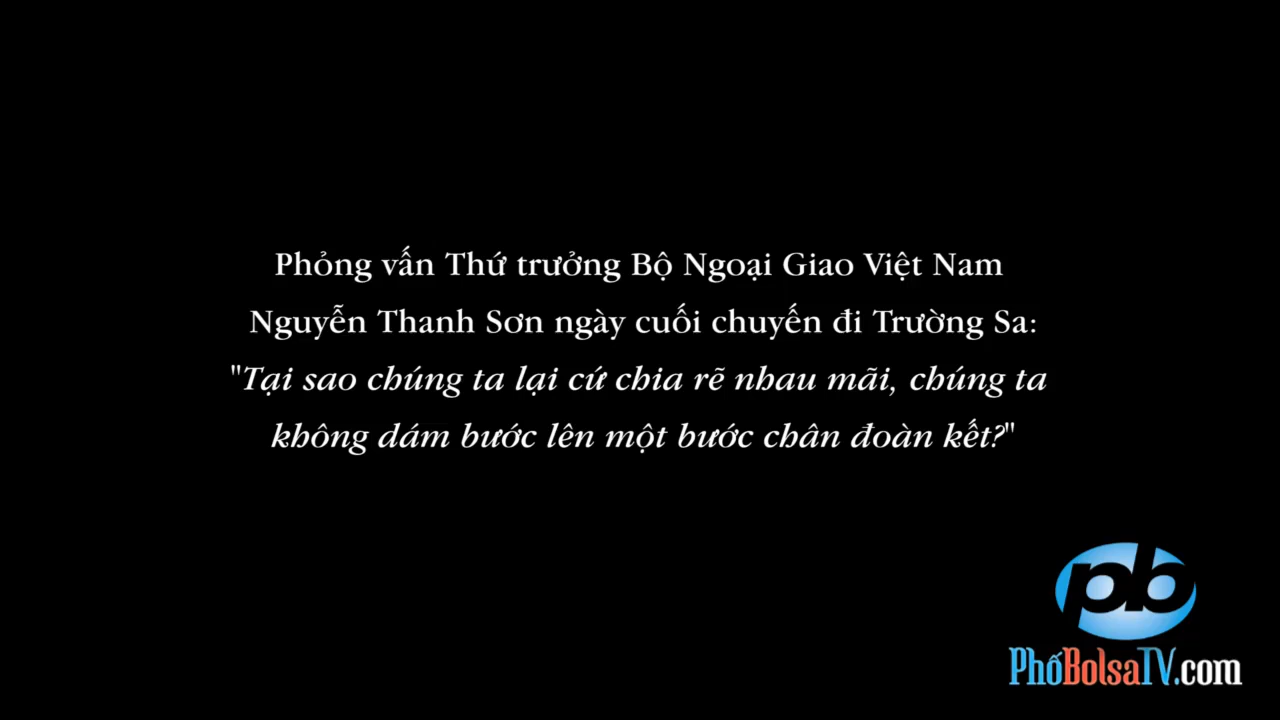 Phỏng vấn Thứ trưởng Bộ Ngoại Giao Việt Nam
Nguyễn Thanh Sơn ngày cuối chuyến đi Trường Sa:
"Tại sao chúng ta lại cứ chia rẽ nhau mãi, chúng ta
không dám bước lên một bước chân đoàn kết?"
pb
PhốBolsaTV.com